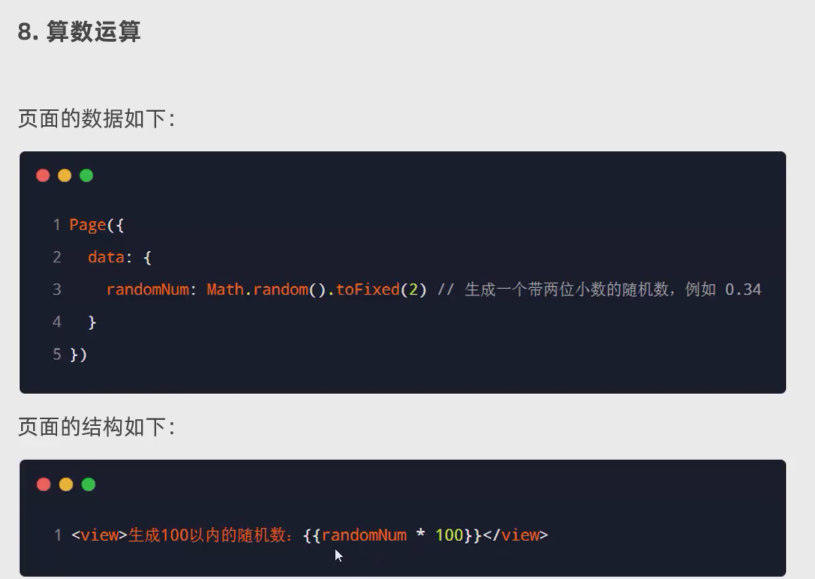 8. 算数运算
页面的数据如下：
1 Page({
2   data: {
3     randomNum: Math.random().toFixed(2) // 生成一个带两位小数的随机数，例如 0.34
4   }
5 })
页面的结构如下：
1 <view>生成100以内的随机数：{{randomNum * 100}}</view>